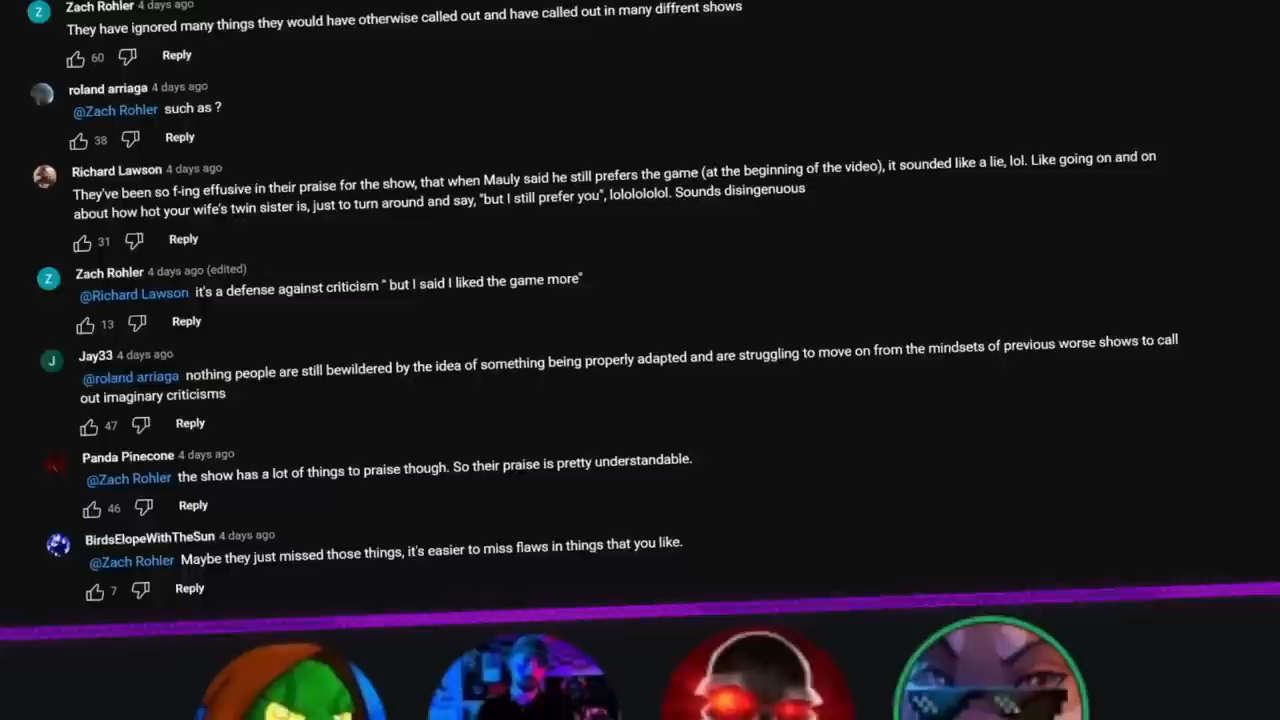 Z
Zach Rohler 4 days ago
They have ignored many things they would have otherwise called out and have called out in many diffrent shows
60 Reply
roland arriaga 4 days ago
@Zach Rohler such as ?
38 Reply
Richard Lawson 4 days ago
They've been so f-ing effusive in their praise for the show, that when Mauly said he still prefers the game (at the beginning of the video), it sounded like a lie, lol. Like going on and on
about how hot your wife's twin sister is, just to turn around and say, "but I still prefer you", lolololol. Sounds disingenuous
31 Reply
Z
Zach Rohler 4 days ago (edited)
@Richard Lawson it's a defense against criticism " but I said I liked the game more"
13 Reply
J
Jay33 4 days ago
@roland arriaga nothing people are still bewildered by the idea of something being properly adapted and are struggling to move on from the mindsets of previous worse shows to call
out imaginary criticisms
47 Reply
Panda Pinecone 4 days ago
@Zach Rohler the show has a lot of things to praise though. So their praise is pretty understandable.
46 Reply
BirdsElopeWithTheSun 4 days ago
@Zach Rohler Maybe they just missed those things, it's easier to miss flaws in things that you like.
7 Reply